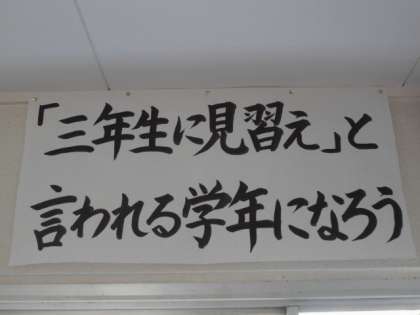 「三年生に見習え」と
言われる学年になろう